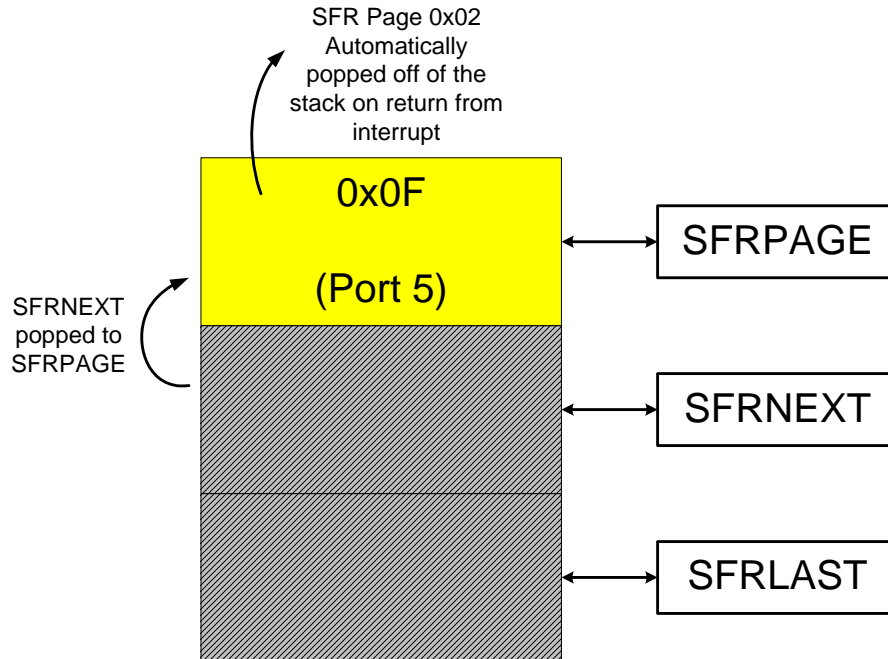 SFR Page 0x02
Automatically
popped off of the
stack on return from
interrupt
0x0F
(Port 5)
SFRPAGE
SFRNEXT
popped to
SFRPAGE
SFRNEXT
SFRLAST